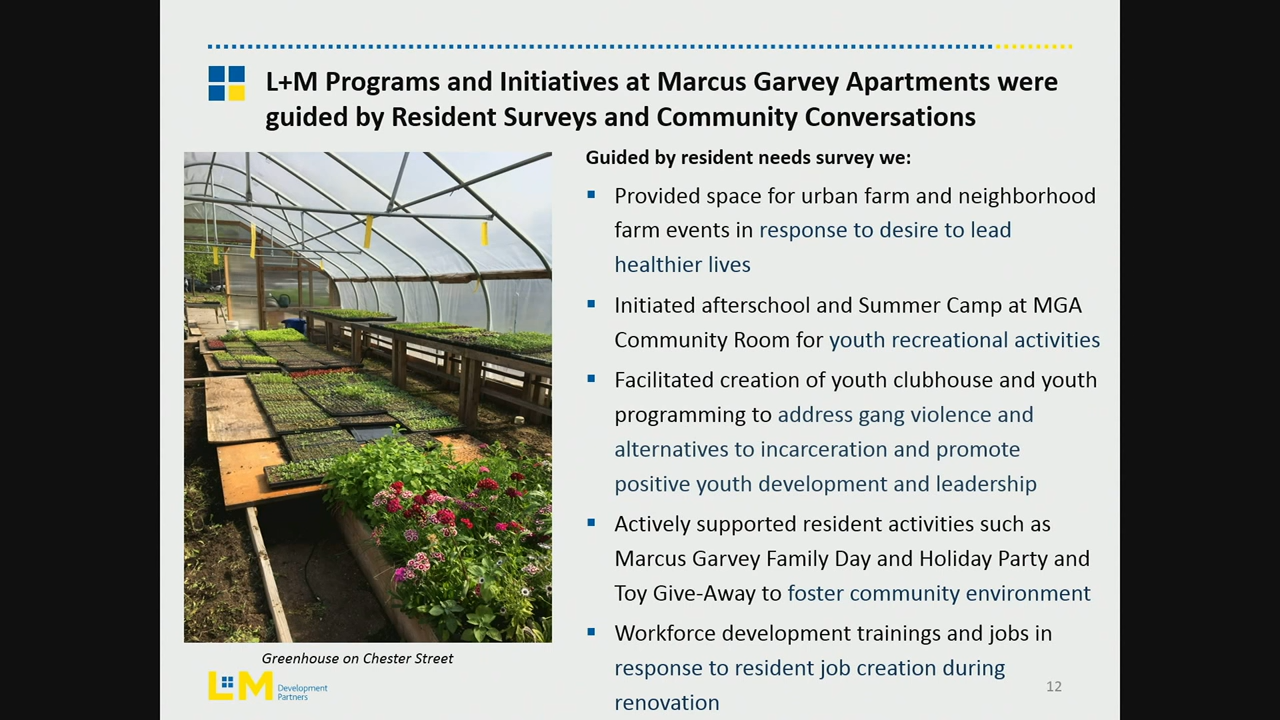 L+M Programs and Initiatives at Marcus Garvey Apartments were
guided by Resident Surveys and Community Conversations
Guided by resident needs survey we:
Provided space for urban farm and neighborhood
farm events in response to desire to lead
healthier lives
Initiated afterschool and Summer Camp at MGA
Community Room for youth recreational activities
Facilitated creation of youth clubhouse and youth
programming to address gang violence and
alternatives to incarceration and promote
positive youth development and leadership
Actively supported resident activities such as
Marcus Garvey Family Day and Holiday Party and
Toy Give-Away to foster community environment
Workforce development trainings and jobs in
response to resident job creation during
renovation
Greenhouse on Chester Street
L+M Development
Partners
12